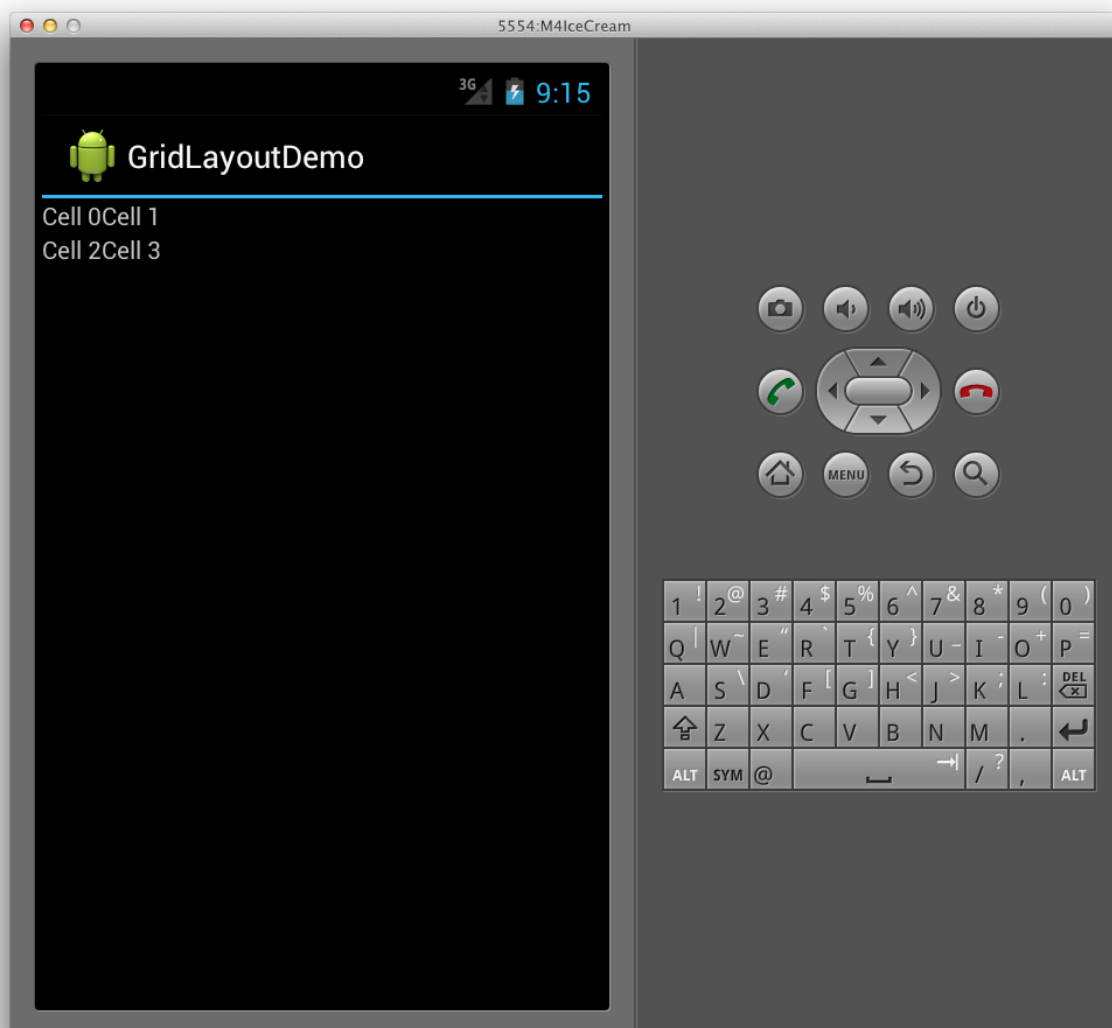 5554:M4IceCream
3G 9:15
GridLayoutDemo
Cell 0Cell 1
Cell 2Cell 3
MENU
1 ! 2 @ 3 # 4 $ 5 % 6 ^ 7 & 8 * 9 ( 0 )
Q | W ~ E “ R ` T { Y } U _ I - O + P =
A S \ D ‘ F [ G ] H < J > K ; L : DEL
Z X C V B N M .
ALT SYM @ / ? , ALT